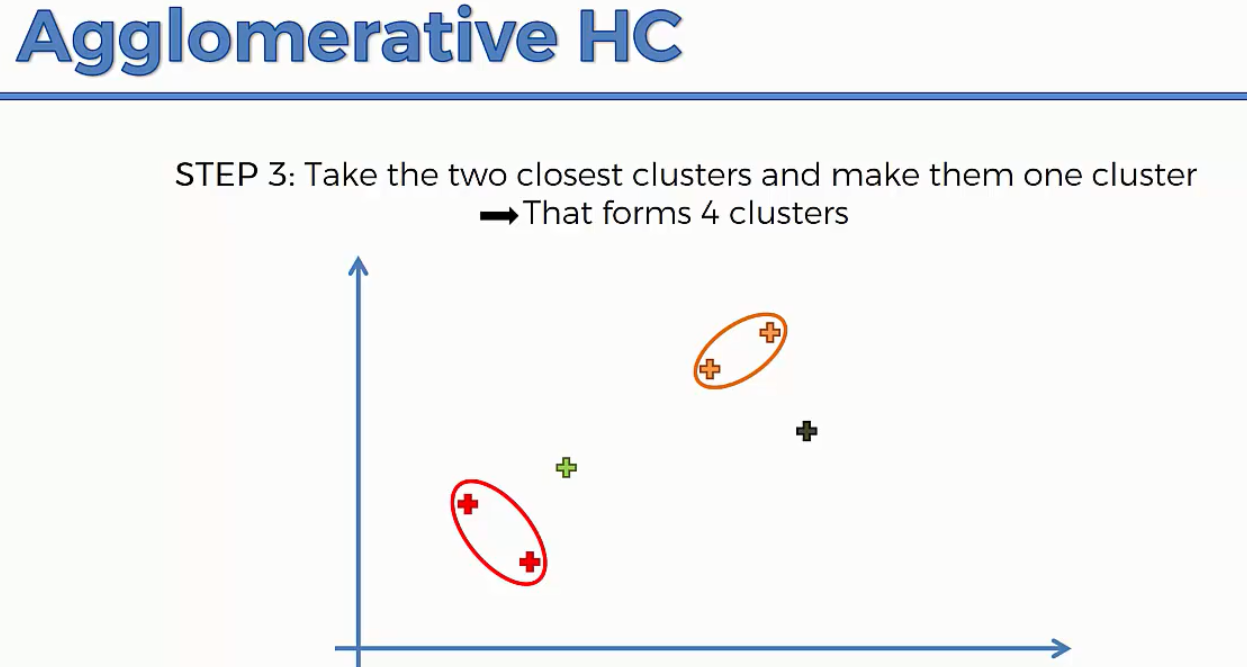 Agglomerative HC
STEP 3: Take the two closest clusters and make them one cluster
➡ That forms 4 clusters